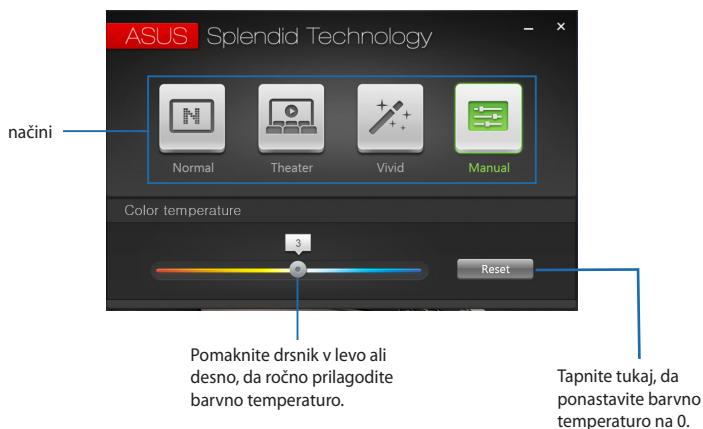 ASUS Splendid Technology
načini
N
Normal Theater Vivid Manual
Color temperature
3
Reset
Pomaknite drsnik v levo ali
desno, da ročno prilagodite
barvno temperaturo.
Tapnite tukaj, da
ponastavite barvno
temperaturo na 0.